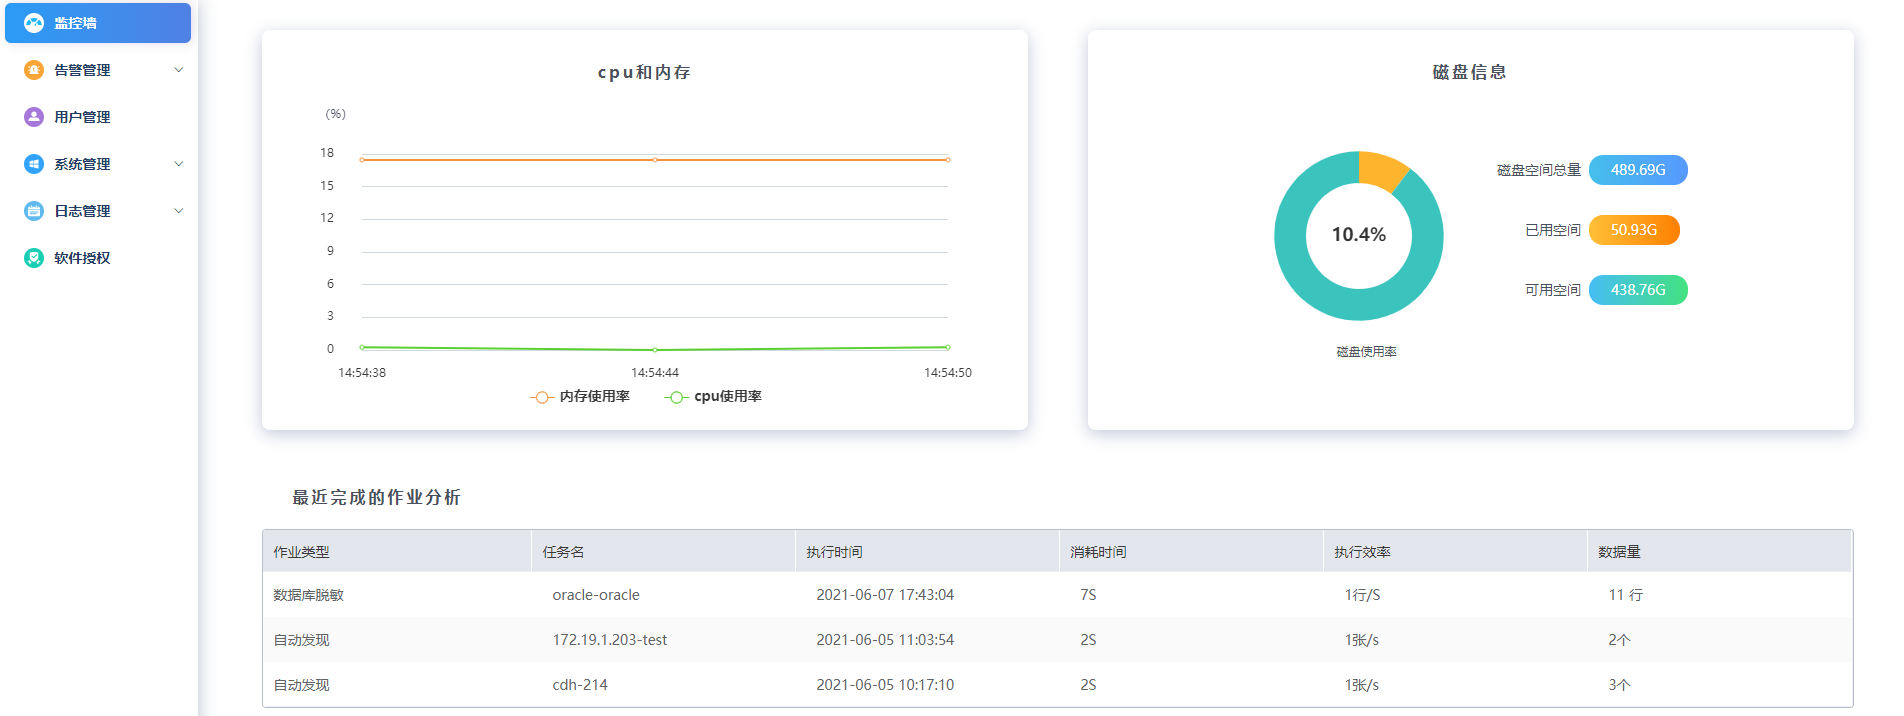 监控墙
告警管理
用户管理
系统管理
日志管理
软件授权
cpu和内存
(%)
18
15
12
9
6
3
0
14:54:38 14:54:44 14:54:50
内存使用率 cpu使用率
磁盘信息
10.4%
磁盘使用率
磁盘空间总量 489.69G
已用空间 50.93G
可用空间 438.76G
最近完成的作业分析
作业类型 任务名 执行时间 消耗时间 执行效率 数据量
数据库脱敏 oracle-oracle 2021-06-07 17:43:04 7S 1行/S 11 行
自动发现 172.19.1.203-test 2021-06-05 11:03:54 2S 1张/s 2个
自动发现 cdh-214 2021-06-05 10:17:10 2S 1张/s 3个